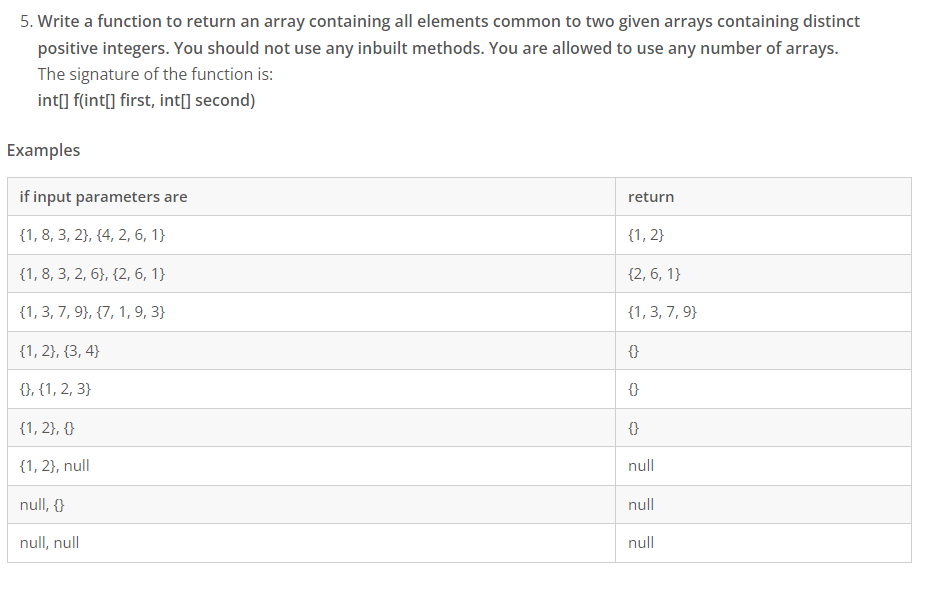 5. Write a function to return an array containing all elements common to two given arrays containing distinct
positive integers. You should not use any inbuilt methods. You are allowed to use any number of arrays.
The signature of the function is:
int[] f(int[] first, int[] second)
Examples
if input parameters are return
{1, 8, 3, 2}, {4, 2, 6, 1} {1, 2}
{1, 8, 3, 2, 6}, {2, 6, 1} {2, 6, 1}
{1, 3, 7, 9}, {7, 1, 9, 3} {1, 3, 7, 9}
{1, 2}, {3, 4} {}
{}, {1, 2, 3} {}
{1, 2}, {} {}
{1, 2}, null null
null, {} null
null, null null